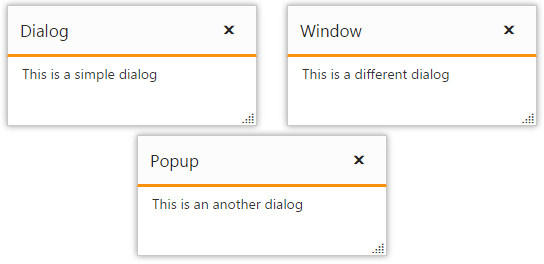 Dialog
This is a simple dialog
Window
This is a different dialog
Popup
This is an another dialog